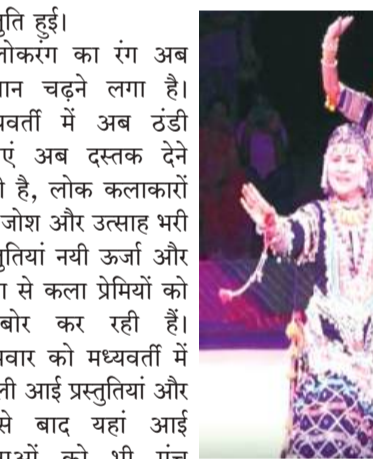 तुति हुई।
लोकरंग का रंग अब
ान चढ़ने लगा है।
यवर्ती में अब ठंडी
एं अब दस्तक देने
ी है, लोक कलाकारों
जोश और उत्साह भरी
तुतियां नयी ऊर्जा और
ा से कला प्रेमियों को
बोर कर रही हैं।
मवार को मध्यवर्ती में
ली आई प्रस्तुतियां और
से बाद यहां आई
को भी मंच